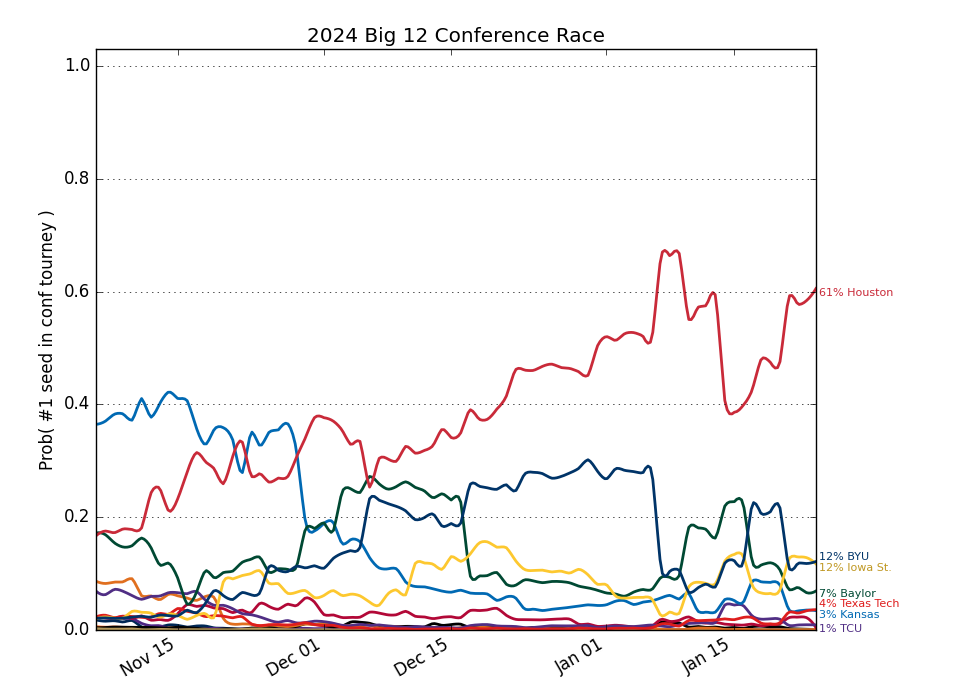 2024 Big 12 Conference Race
Prob( #1 seed in conf tourney )
1.0
0.8
0.6
0.4
0.2
0.0
Nov 15
Dec 01
Dec 15
Jan 01
Jan 15
61% Houston
12% BYU
12% Iowa St.
7% Baylor
4% Texas Tech
3% Kansas
1% TCU